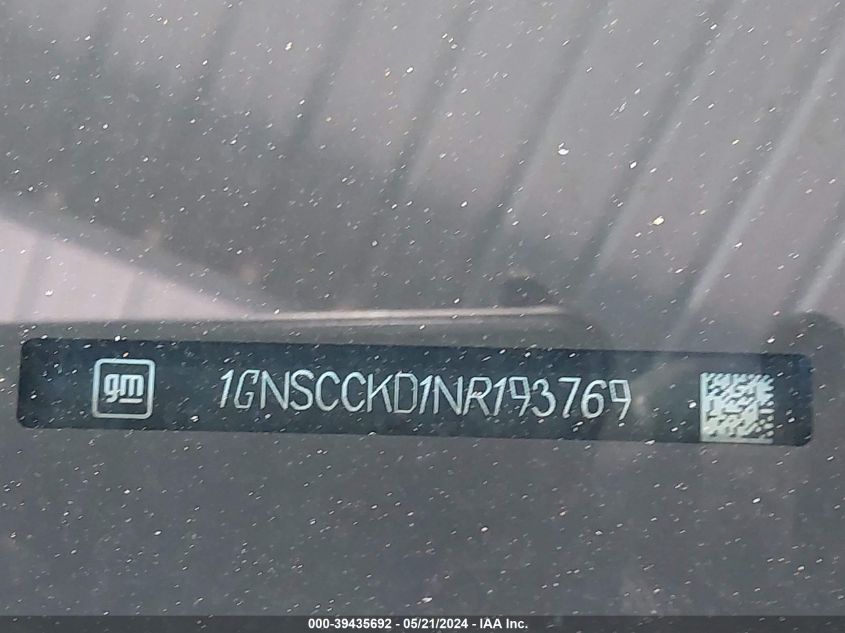 gm 1GNSCCKD1NR193769
000-39435692 - 05/21/2024 - IAA Inc.